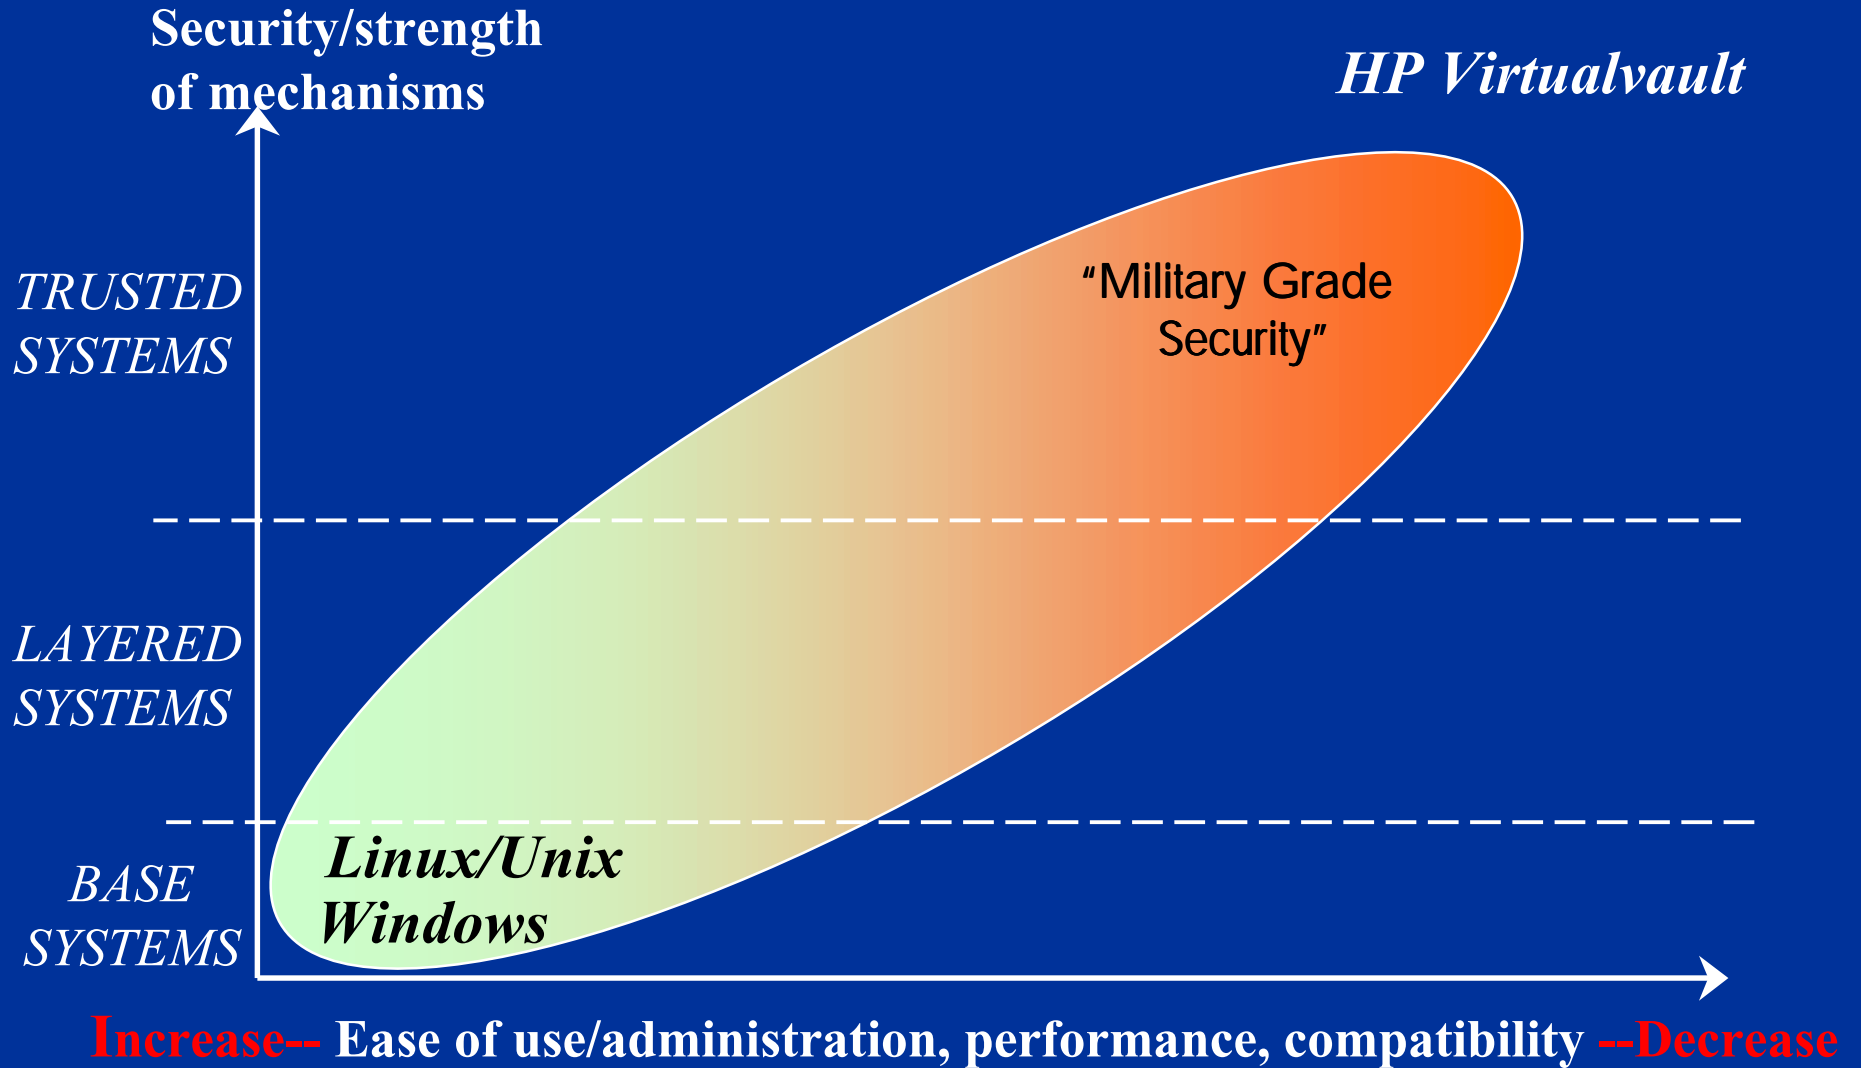 Security/strength
of mechanisms
HP Virtualvault
TRUSTED
SYSTEMS
“Military Grade
Security”
LAYERED
SYSTEMS
BASE
SYSTEMS
Linux/Unix
Windows
Increase-- Ease of use/administration, performance, compatibility --Decrease